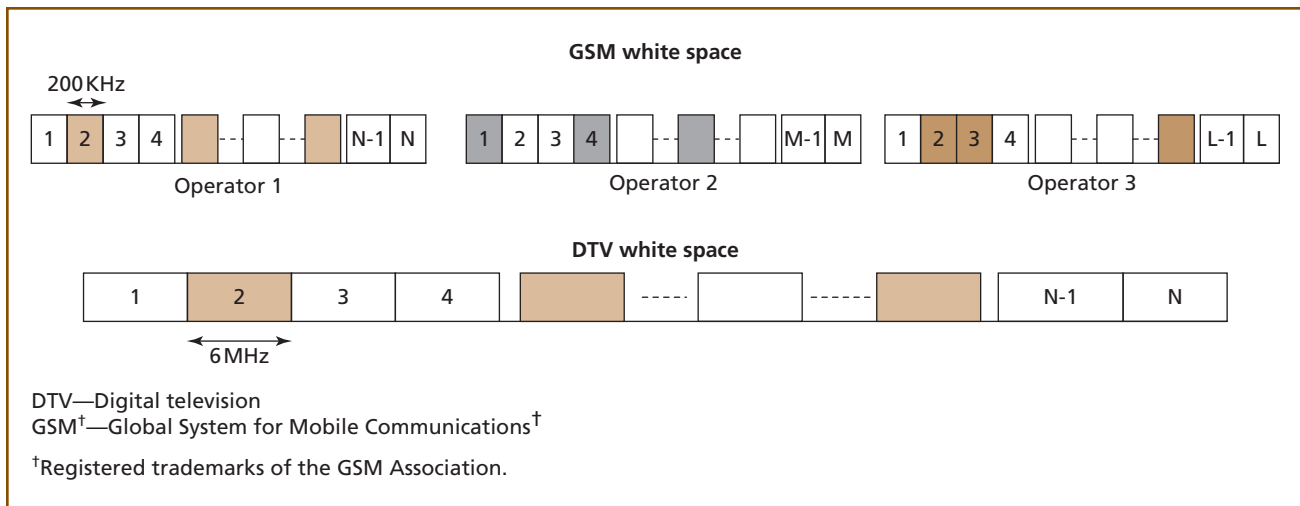 GSM white space
200 KHz
1 2 3 4 N-1 N
1 2 3 4 M-1 M
1 2 3 4 L-1 L
Operator 1
Operator 2
Operator 3
DTV white space
1 2 3 4 N-1 N
6 MHz
DTV—Digital television
GSM†—Global System for Mobile Communications†
†Registered trademarks of the GSM Association.